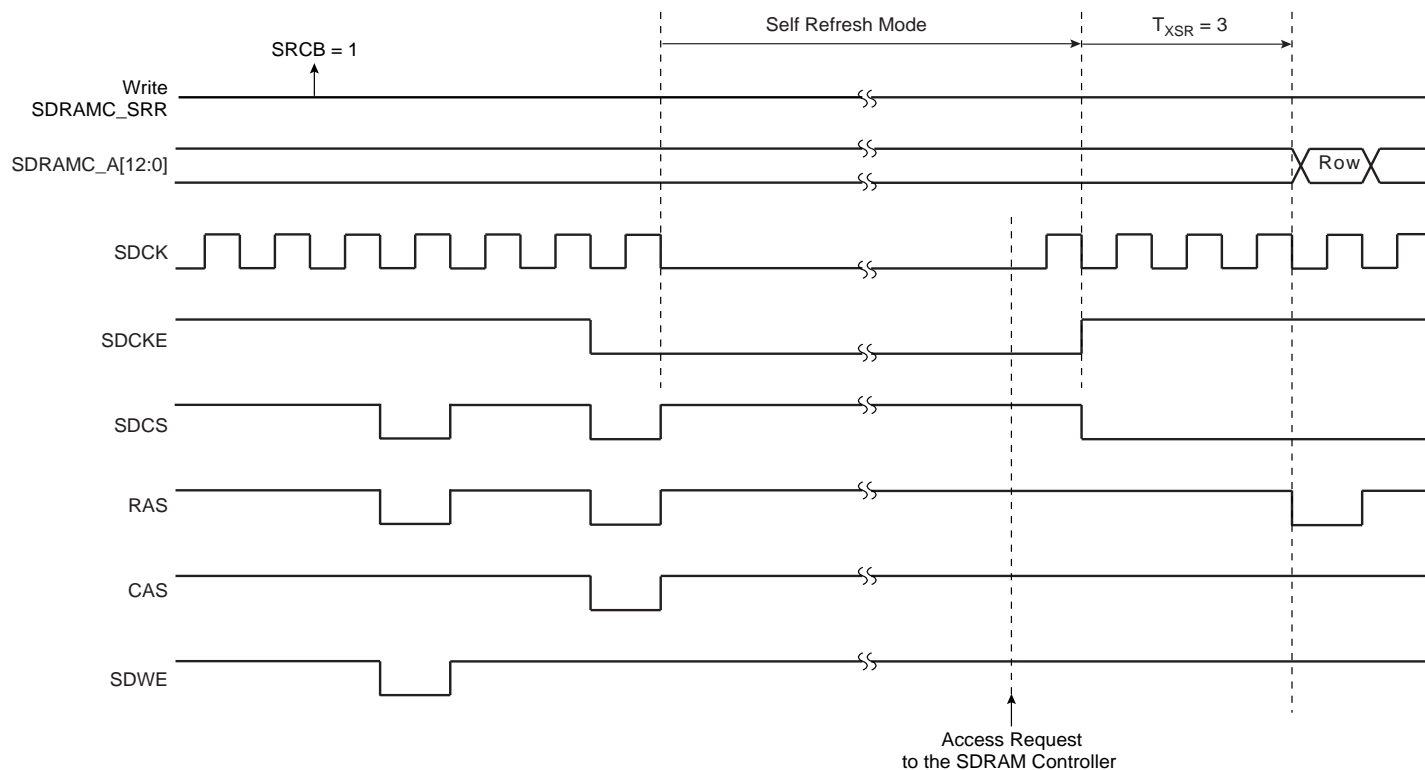 Self Refresh Mode
TXSR = 3
SRCB = 1
Write
SDRAMC_SRR
SDRAMC_A[12:0]
Row
SDCK
SDCKE
SDCS
RAS
CAS
SDWE
Access Request
to the SDRAM Controller